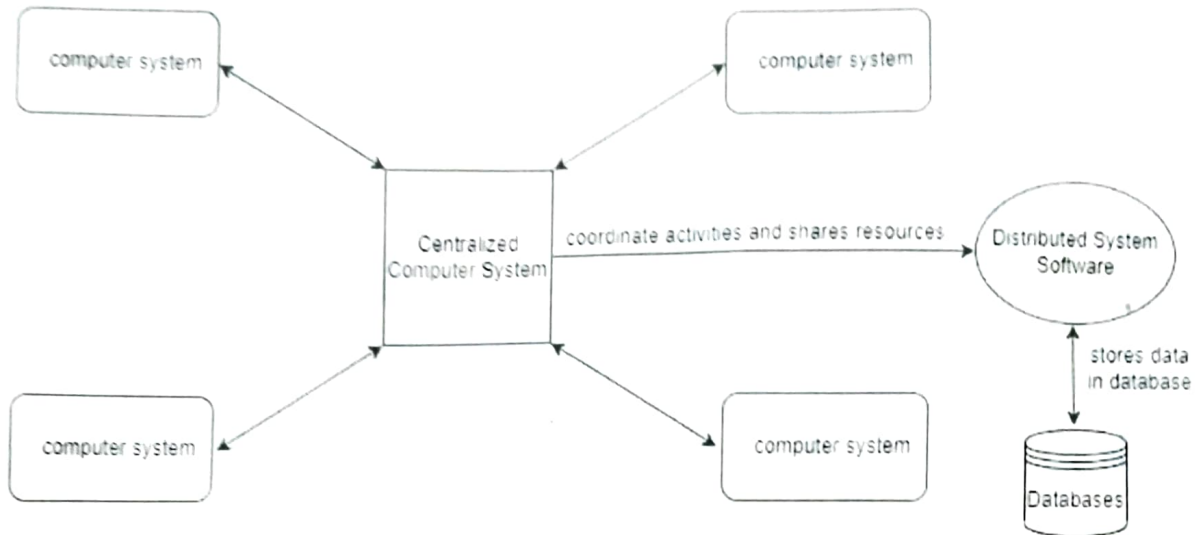 computer system
computer system
Centralized
Computer System
coordinate activities and shares resources
Distributed System
Software
stores data
in database
computer system
computer system
Databases